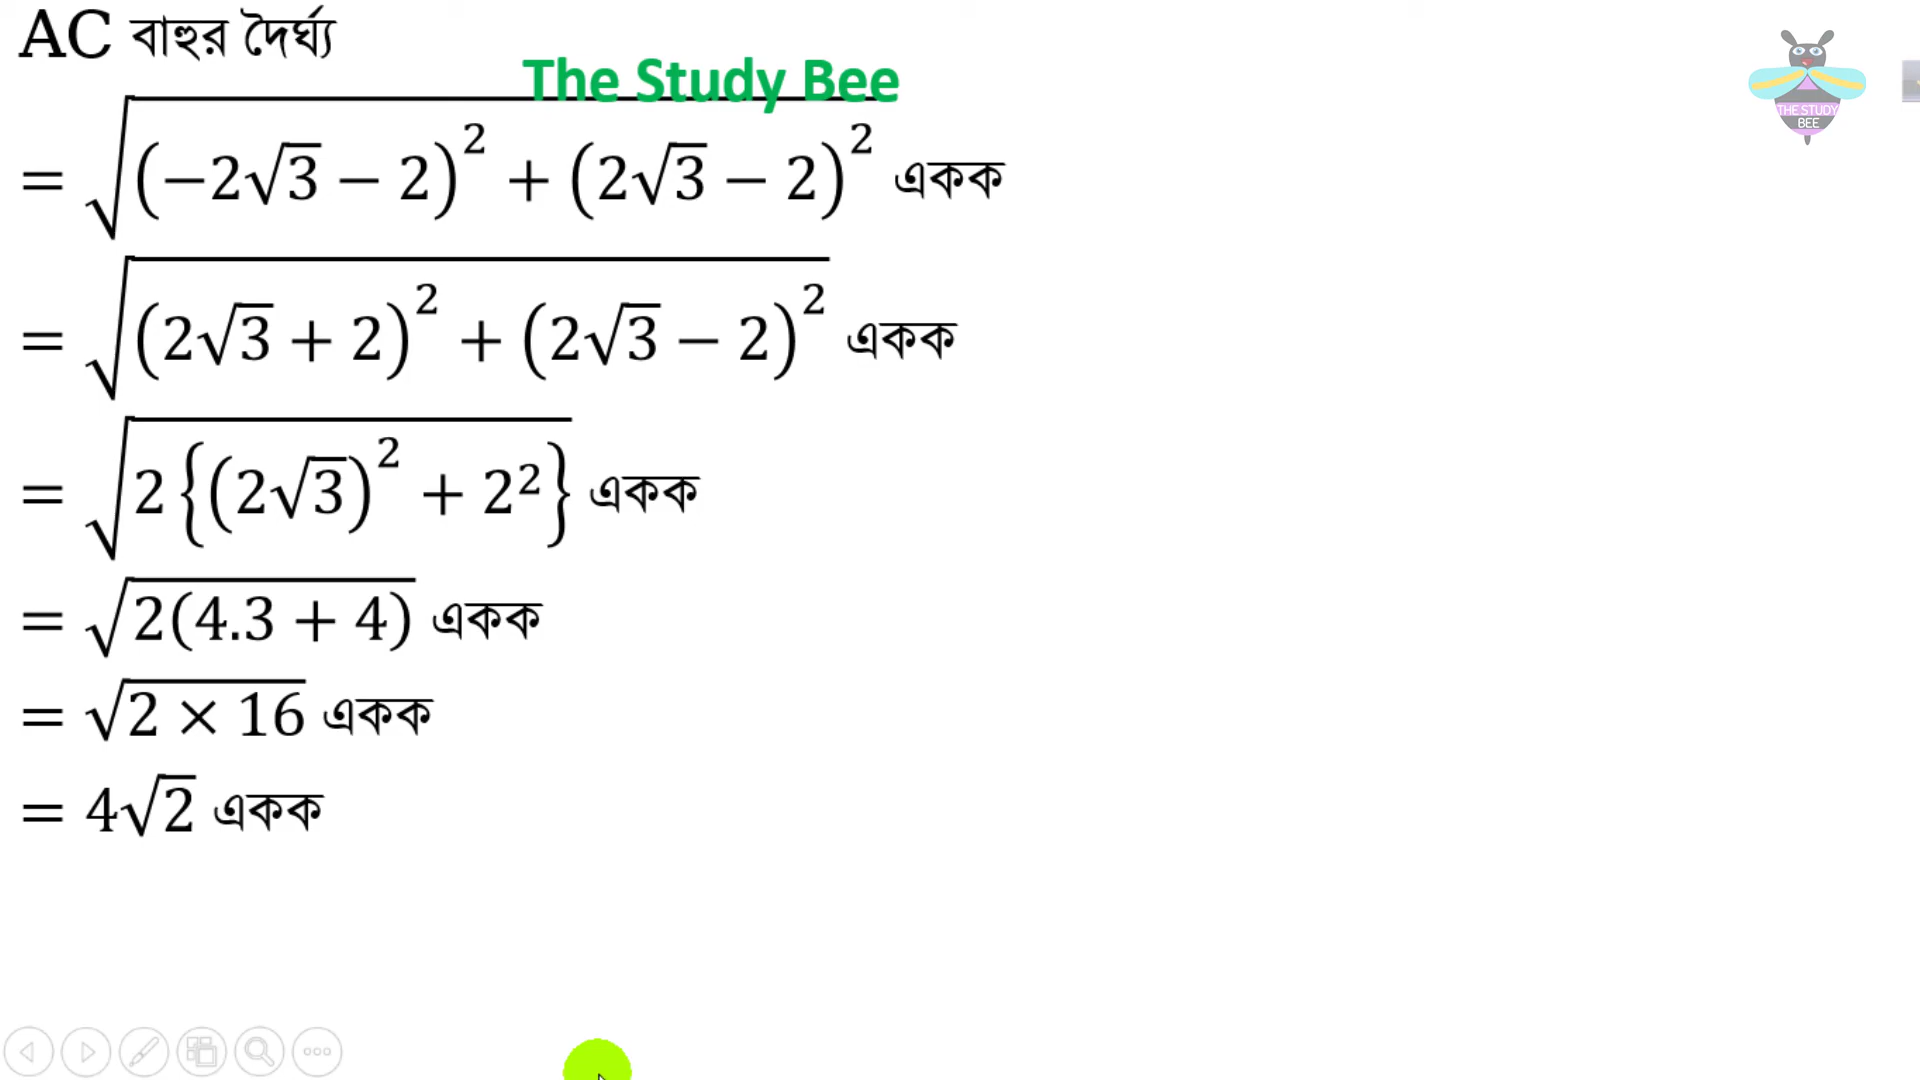 AC বাহুর দৈর্ঘ্য
The Study Bee
THE STUDY
BEE
= √((−2√3 − 2)² + (2√3 − 2)²) একক
= √((2√3 + 2)² + (2√3 − 2)²) একক
= √(2{(2√3)² + 2²}) একক
= √(2(4.3 + 4)) একক
= √(2 × 16) একক
= 4√2 একক